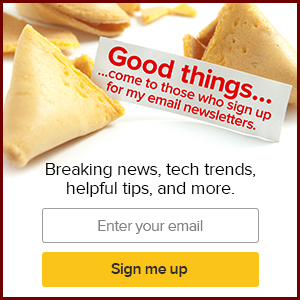 Good things...
...come to those who sign up
for my email newsletters.
Breaking news, tech trends,
helpful tips, and more.
Enter your email
Sign me up